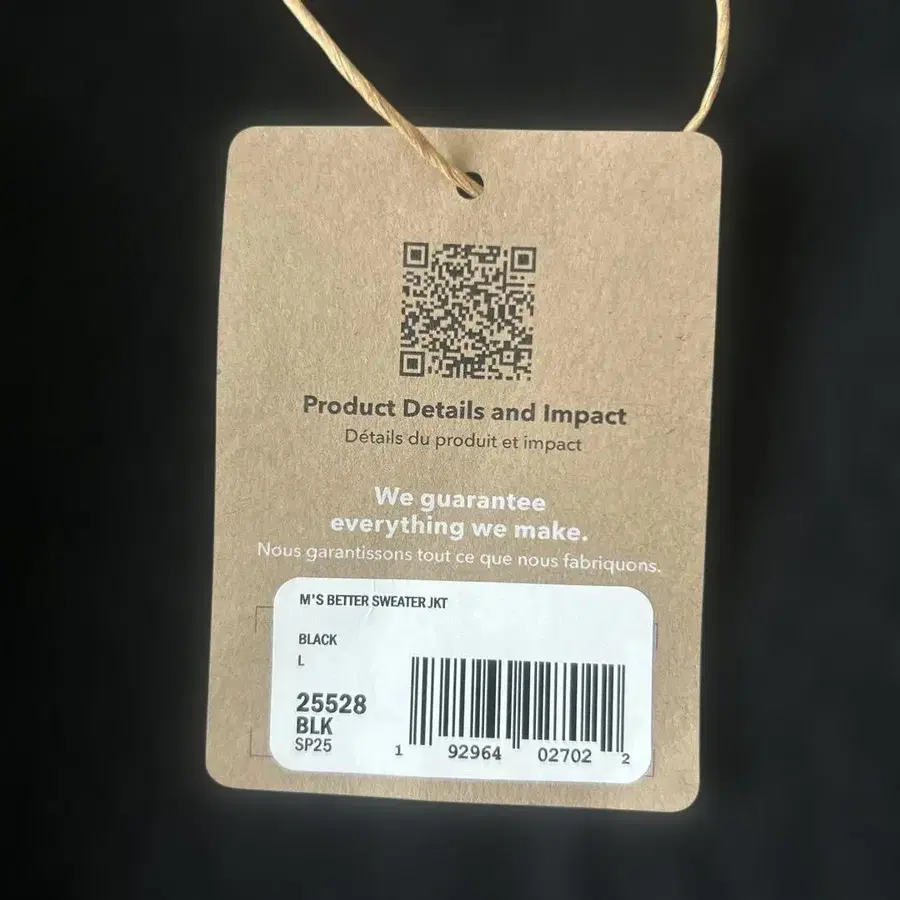 Product Details and Impact
Détails du produit et impact
We guarantee
everything we make.
Nous garantissons tout ce que nous fabriquons.
M'S BETTER SWEATER JKT
BLACK
L
25528
BLK
SP25
1 92964 02702 2